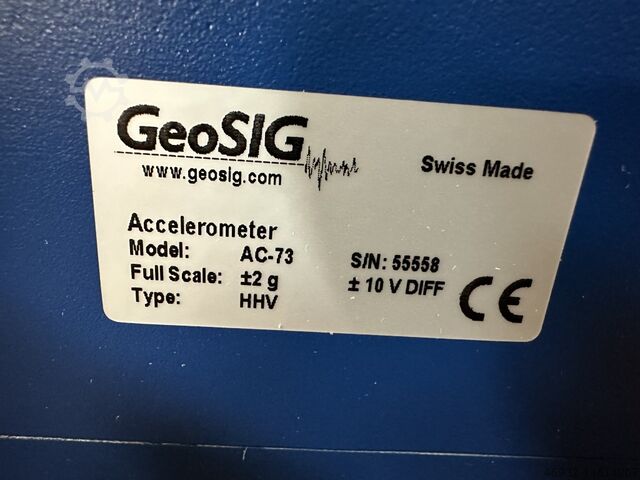 GeoSIG
www.geosig.com
Swiss Made
Accelerometer
Model: AC-73 S/N: 55558
Full Scale: ±2 g ± 10 V DIFF
Type: HHV
CE